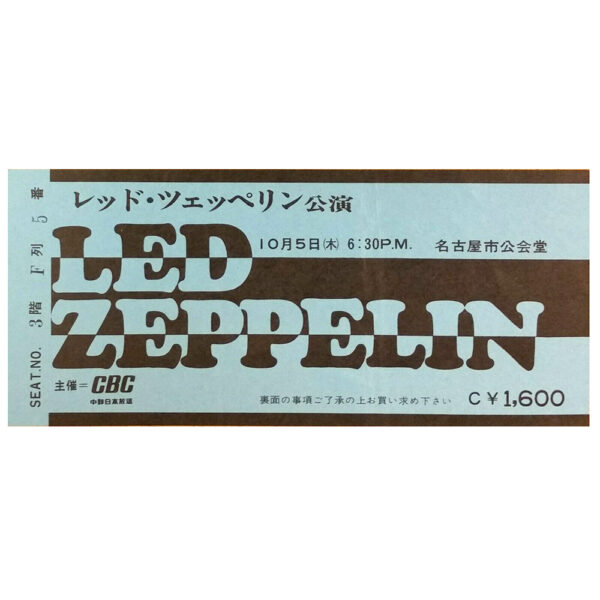 SEAT.NO. 3階 F列 5番
レッド・ツェッペリン公演
LED
10月5日(木) 6:30P.M. 名古屋市公会堂
ZEPPELIN
主催=CBC
中部日本放送
裏面の事項ご了承の上お買い求め下さい C¥1,600